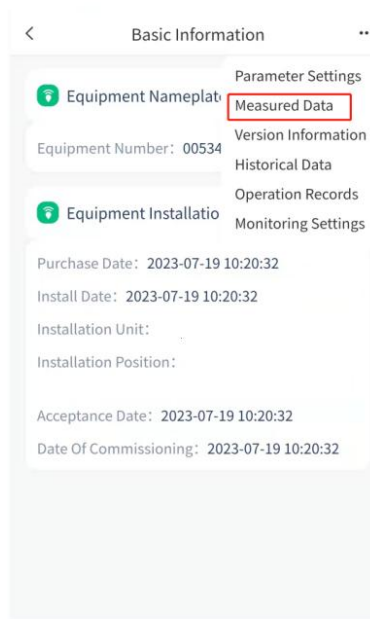 Basic Information
Parameter Settings
Measured Data
Version Information
Historical Data
Operation Records
Monitoring Settings
Equipment Nameplat
Equipment Number: 00534
Equipment Installatio
Purchase Date: 2023-07-19 10:20:32
Install Date: 2023-07-19 10:20:32
Installation Unit:
Installation Position:
Acceptance Date: 2023-07-19 10:20:32
Date Of Commissioning: 2023-07-19 10:20:32